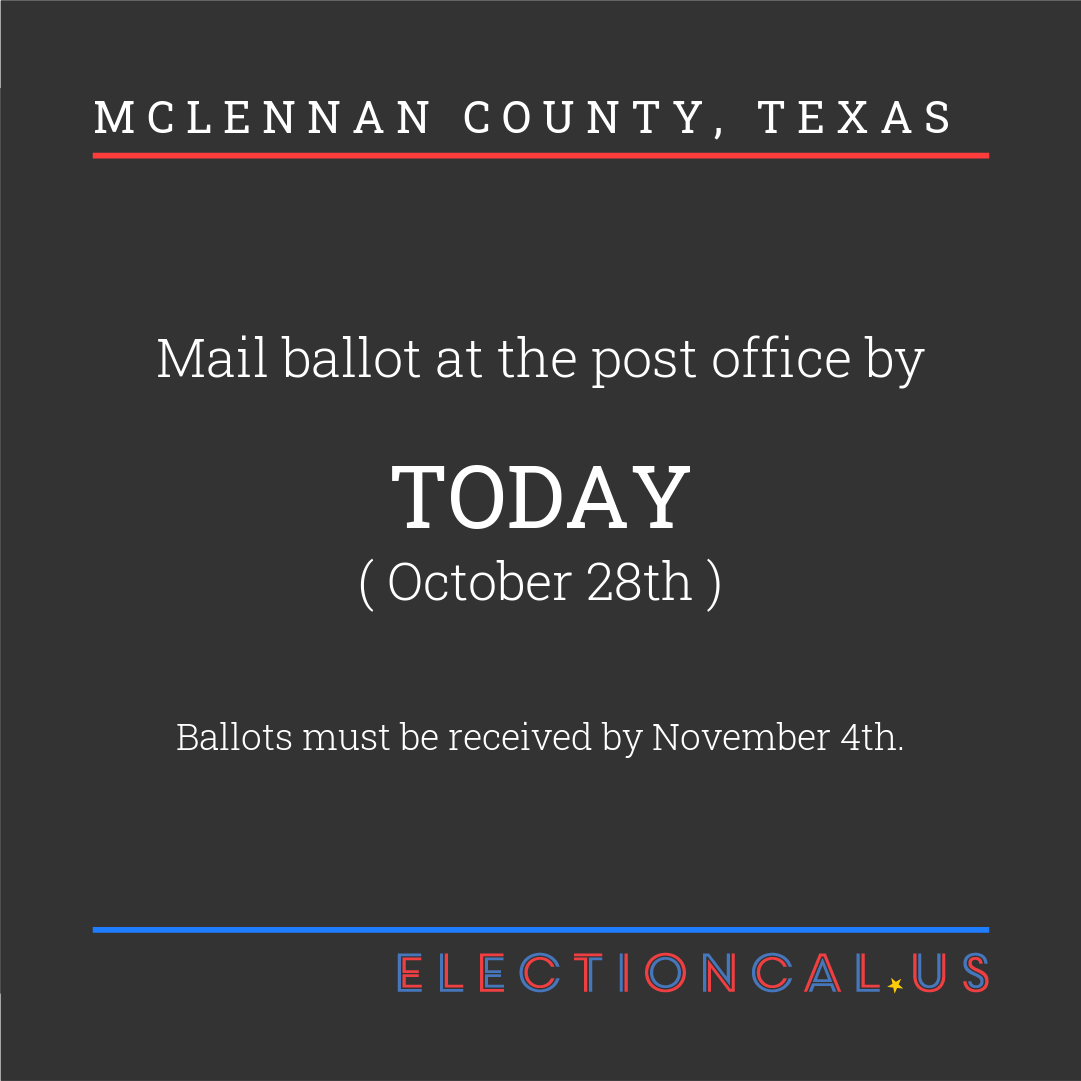 MCLENNAN COUNTY, TEXAS
Mail ballot at the post office by
TODAY
( October 28th )
Ballots must be received by November 4th.
ELECTIONCAL.US